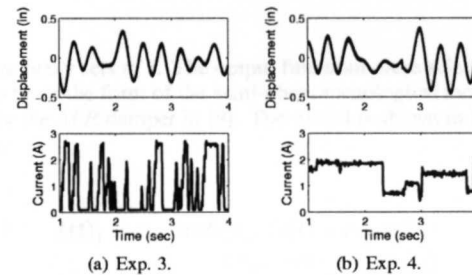 Displacement (in)
0.5
0
-0.5
1 2 3 4
Current (A)
3
2
1
0
1 2 3 4
Time (sec)
(a) Exp. 3.
Displacement (in)
0.5
0
-0.5
1 2 3 4
Current (A)
3
2
1
0
1 2 3 4
Time (sec)
(b) Exp. 4.